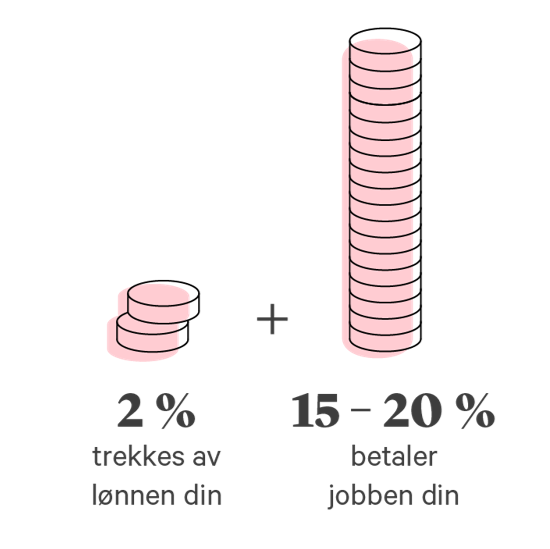 +
2 %
trekkes av
lønnen din
15 – 20 %
betaler
jobben din